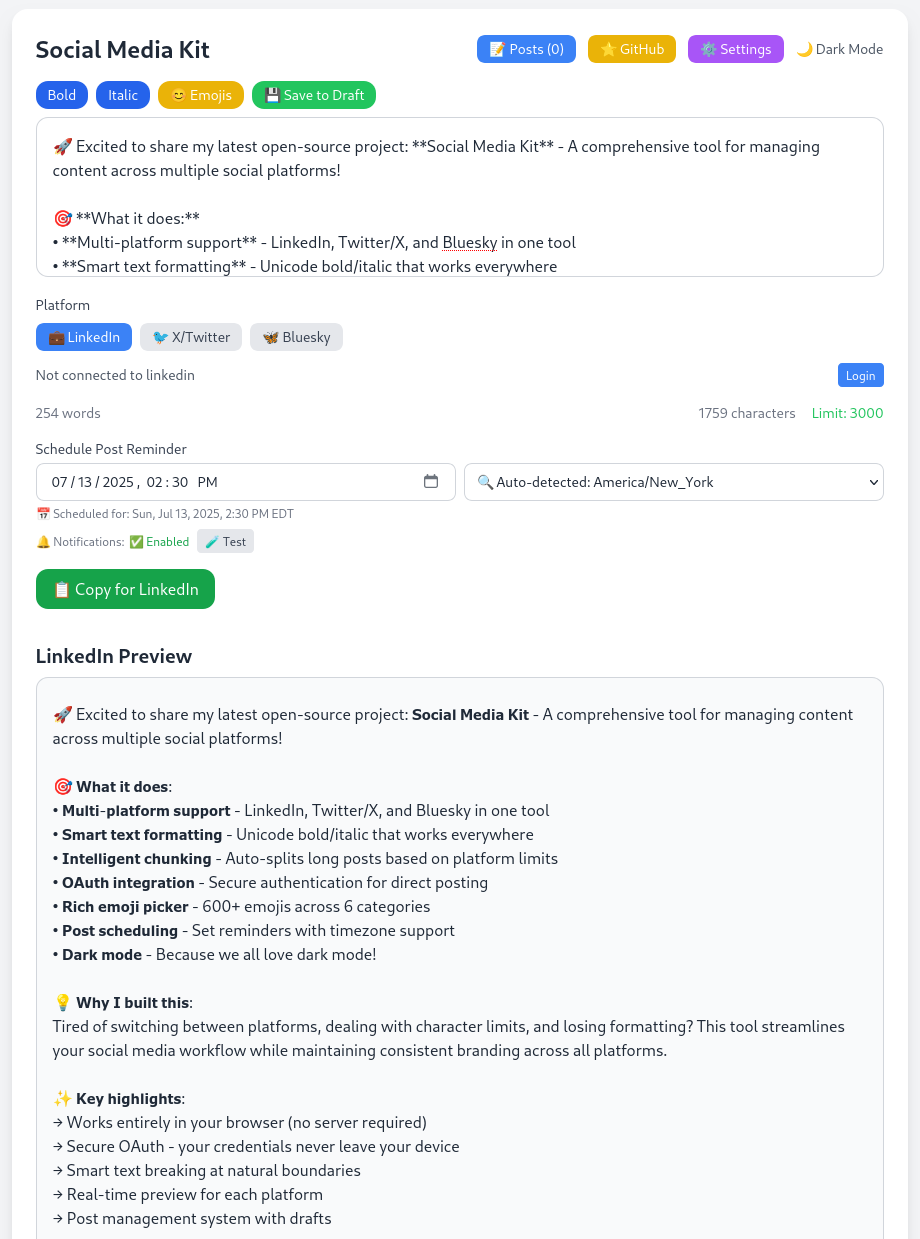 Social Media Kit
📝 Posts (0)
⭐ GitHub
⚙️ Settings
🌙 Dark Mode
Bold
Italic
😊 Emojis
💾 Save to Draft
🚀 Excited to share my latest open-source project: **Social Media Kit** - A comprehensive tool for managing
content across multiple social platforms!
🎯 **What it does:**
• **Multi-platform support** - LinkedIn, Twitter/X, and Bluesky in one tool
• **Smart text formatting** - Unicode bold/italic that works everywhere
Platform
💼 LinkedIn
🐦 X/Twitter
🦋 Bluesky
Not connected to linkedin
Login
254 words
1759 characters
Limit: 3000
Schedule Post Reminder
07 / 13 / 2025 , 02 : 30 PM
🔍 Auto-detected: America/New_York
📅 Scheduled for: Sun, Jul 13, 2025, 2:30 PM EDT
🔔 Notifications: ✅ Enabled
🧪 Test
📋 Copy for LinkedIn
LinkedIn Preview
🚀 Excited to share my latest open-source project: Social Media Kit - A comprehensive tool for managing content
across multiple social platforms!
🎯 What it does:
• Multi-platform support - LinkedIn, Twitter/X, and Bluesky in one tool
• Smart text formatting - Unicode bold/italic that works everywhere
• Intelligent chunking - Auto-splits long posts based on platform limits
• OAuth integration - Secure authentication for direct posting
• Rich emoji picker - 600+ emojis across 6 categories
• Post scheduling - Set reminders with timezone support
• Dark mode - Because we all love dark mode!
💡 Why I built this:
Tired of switching between platforms, dealing with character limits, and losing formatting? This tool streamlines
your social media workflow while maintaining consistent branding across all platforms.
✨ Key highlights:
→ Works entirely in your browser (no server required)
→ Secure OAuth - your credentials never leave your device
→ Smart text breaking at natural boundaries
→ Real-time preview for each platform
→ Post management system with drafts